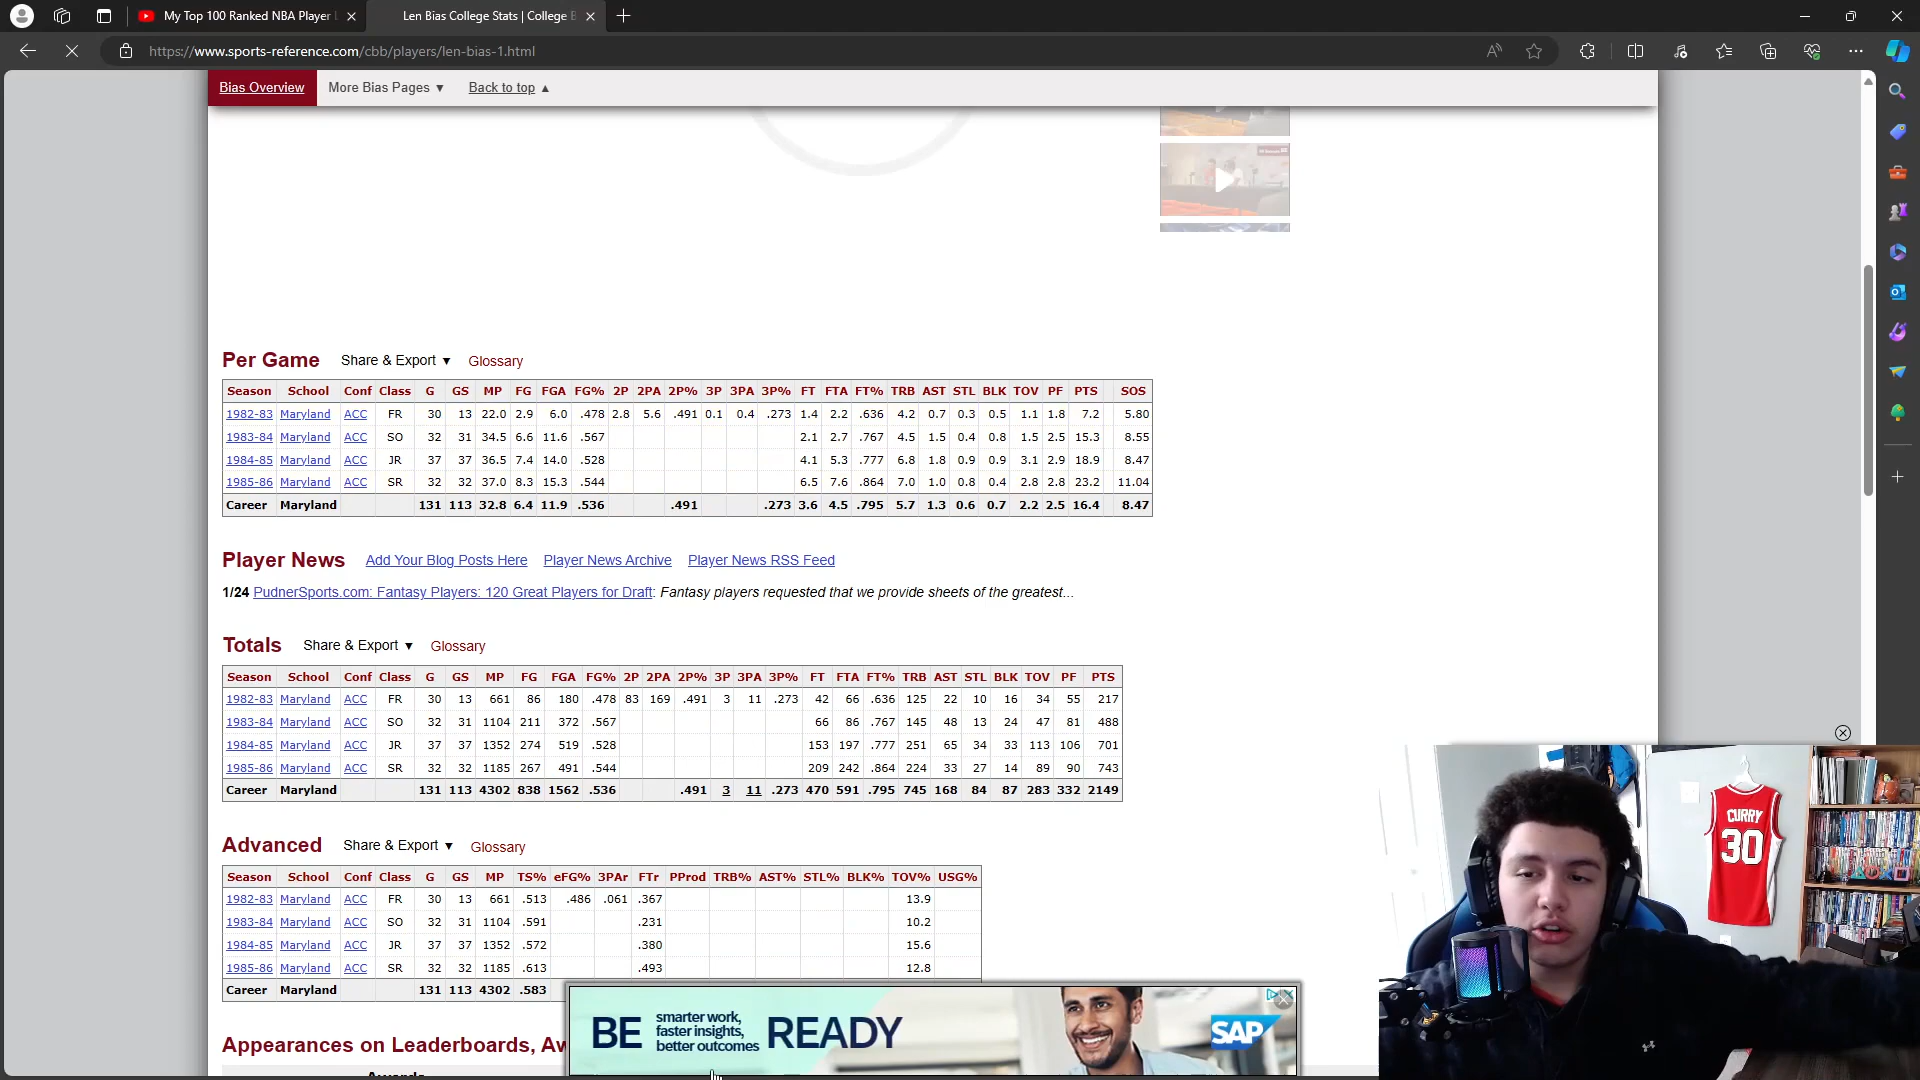 My Top 100 Ranked NBA Player
Len Bias College Stats | College B
https://www.sports-reference.com/cbb/players/len-bias-1.html
Bias Overview More Bias Pages ▼ Back to top ▲
Per Game Share & Export ▼ Glossary
Season School Conf Class G GS MP FG FGA FG% 2P 2PA 2P% 3P 3PA 3P% FT FTA FT% TRB AST STL BLK TOV PF PTS SOS
1982-83 Maryland ACC FR 30 13 22.0 2.9 6.0 .478 2.8 5.6 .491 0.1 0.4 .273 1.4 2.2 .636 4.2 0.7 0.3 0.5 1.1 1.8 7.2 5.80
1983-84 Maryland ACC SO 32 31 34.5 6.6 11.6 .567 2.1 2.7 .767 4.5 1.5 0.4 0.8 1.5 2.5 15.3 8.55
1984-85 Maryland ACC JR 37 37 36.5 7.4 14.0 .528 4.1 5.3 .777 6.8 1.8 0.9 0.9 3.1 2.9 18.9 8.47
1985-86 Maryland ACC SR 32 32 37.0 8.3 15.3 .544 6.5 7.6 .864 7.0 1.0 0.8 0.4 2.8 2.8 23.2 11.04
Career Maryland 131 113 32.8 6.4 11.9 .536 .491 .273 3.6 4.5 .795 5.7 1.3 0.6 0.7 2.2 2.5 16.4 8.47
Player News Add Your Blog Posts Here Player News Archive Player News RSS Feed
1/24 PudnerSports.com: Fantasy Players: 120 Great Players for Draft: Fantasy players requested that we provide sheets of the greatest...
Totals Share & Export ▼ Glossary
Season School Conf Class G GS MP FG FGA FG% 2P 2PA 2P% 3P 3PA 3P% FT FTA FT% TRB AST STL BLK TOV PF PTS
1982-83 Maryland ACC FR 30 13 661 86 180 .478 83 169 .491 3 11 .273 42 66 .636 125 22 10 16 34 55 217
1983-84 Maryland ACC SO 32 31 1104 211 372 .567 66 86 .767 145 48 13 24 47 81 488
1984-85 Maryland ACC JR 37 37 1352 274 519 .528 153 197 .777 251 65 34 33 113 106 701
1985-86 Maryland ACC SR 32 32 1185 267 491 .544 209 242 .864 224 33 27 14 89 90 743
Career Maryland 131 113 4302 838 1562 .536 .491 3 11 .273 470 591 .795 745 168 84 87 283 332 2149
Advanced Share & Export ▼ Glossary
Season School Conf Class G GS MP TS% eFG% 3PAr FTr PProd TRB% AST% STL% BLK% TOV% USG%
1982-83 Maryland ACC FR 30 13 661 .513 .486 .061 .367 13.9
1983-84 Maryland ACC SO 32 31 1104 .591 .231 10.2
1984-85 Maryland ACC JR 37 37 1352 .572 .380 15.6
1985-86 Maryland ACC SR 32 32 1185 .613 .493 12.8
Career Maryland 131 113 4302 .583
BE smarter work, faster insights, better outcomes READY
SAP
Appearances on Leaderboards, Aw
CURRY
30